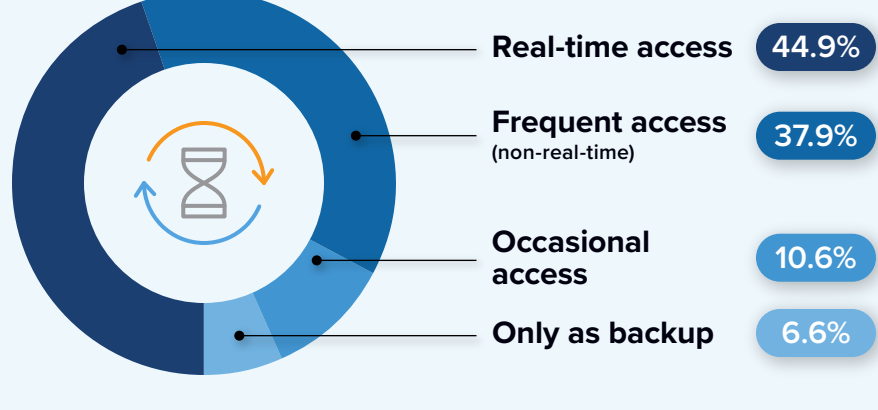 Real-time access 44.9%
Frequent access 37.9%
(non-real-time)
Occasional
access 10.6%
Only as backup 6.6%